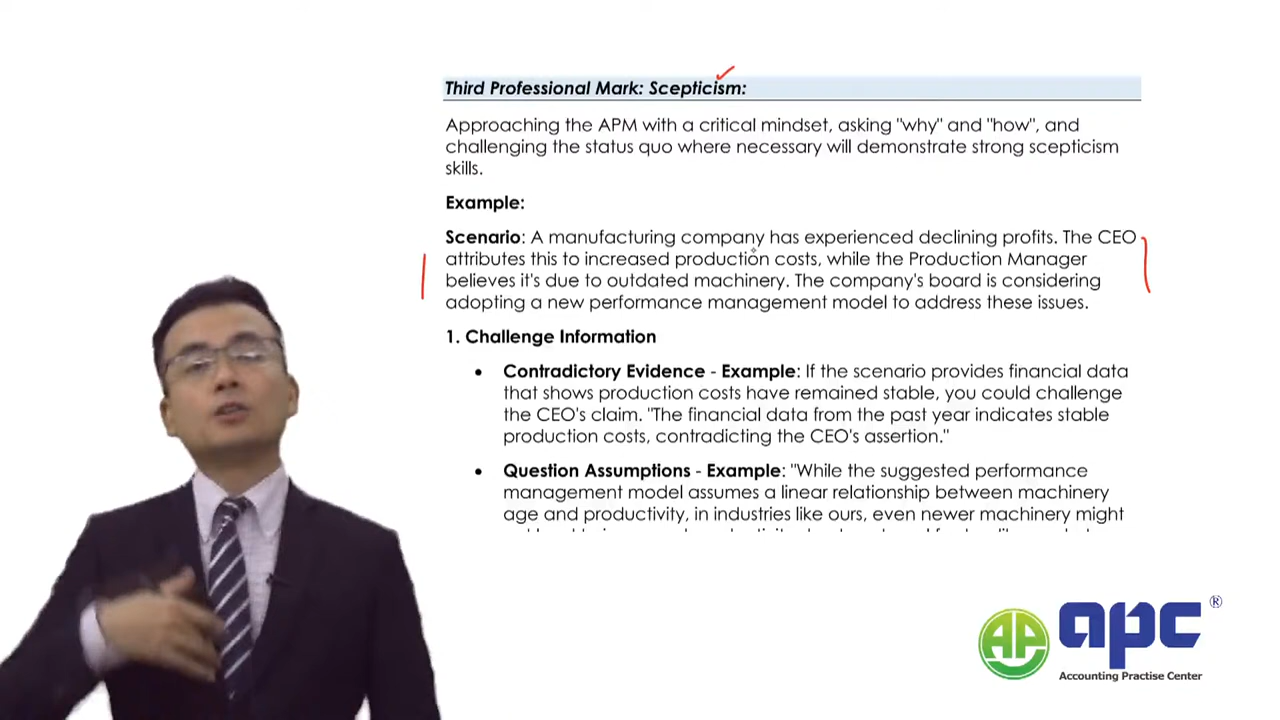 Third Professional Mark: Scepticism:
Approaching the APM with a critical mindset, asking "why" and "how", and
challenging the status quo where necessary will demonstrate strong scepticism
skills.
Example:
Scenario: A manufacturing company has experienced declining profits. The CEO
attributes this to increased production costs, while the Production Manager
believes it's due to outdated machinery. The company's board is considering
adopting a new performance management model to address these issues.
1. Challenge Information
• Contradictory Evidence - Example: If the scenario provides financial data
that shows production costs have remained stable, you could challenge
the CEO's claim. "The financial data from the past year indicates stable
production costs, contradicting the CEO's assertion."
• Question Assumptions - Example: "While the suggested performance
management model assumes a linear relationship between machinery
age and productivity, in industries like ours, even newer machinery might
AP apc ®
Accounting Practise Center